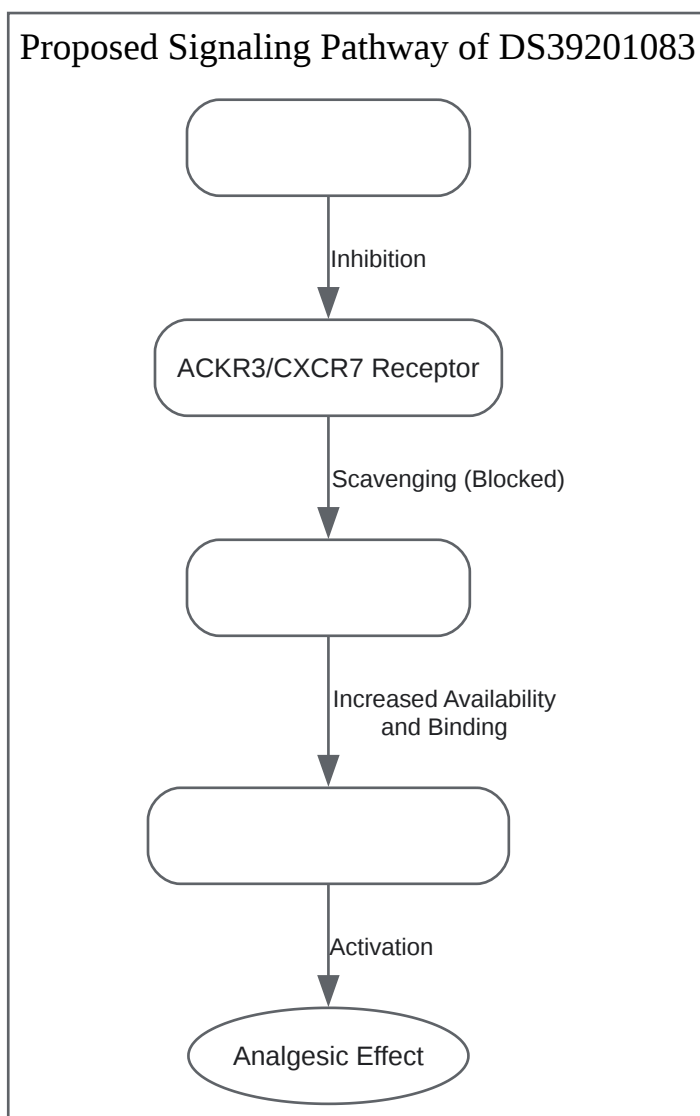 Proposed Signaling Pathway of DS39201083
Inhibition
ACKR3/CXCR7 Receptor
Scavenging (Blocked)
Increased Availability
and Binding
Activation
Analgesic Effect